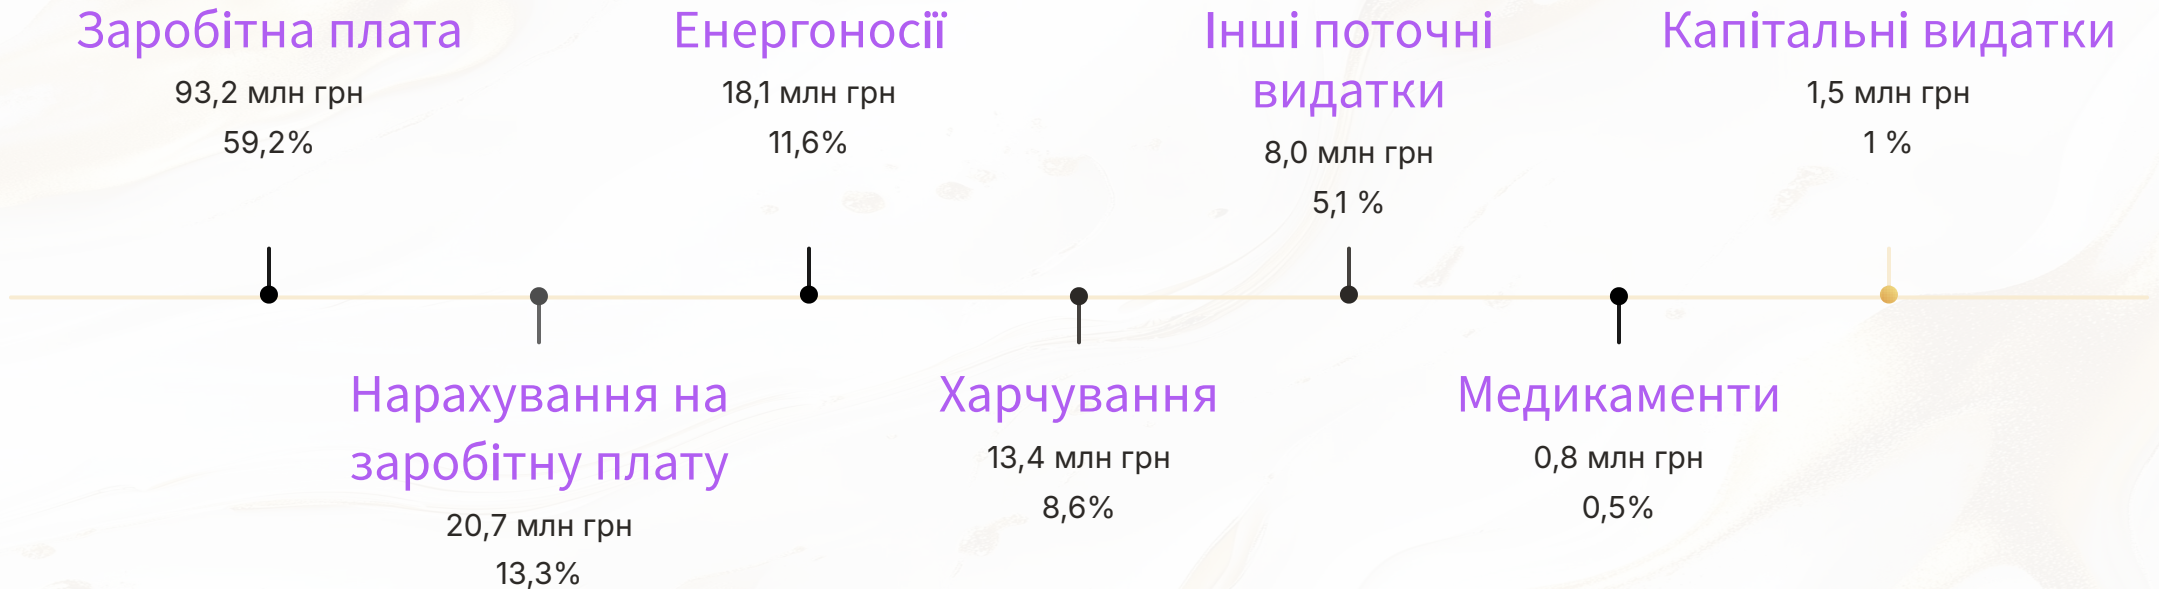 Заробітна плата
93,2 млн грн
59,2%
Нарахування на
заробітну плату
20,7 млн грн
13,3%
Енергоносії
18,1 млн грн
11,6%
Харчування
13,4 млн грн
8,6%
Інші поточні
видатки
8,0 млн грн
5,1 %
Медикаменти
0,8 млн грн
0,5%
Капітальні видатки
1,5 млн грн
1 %